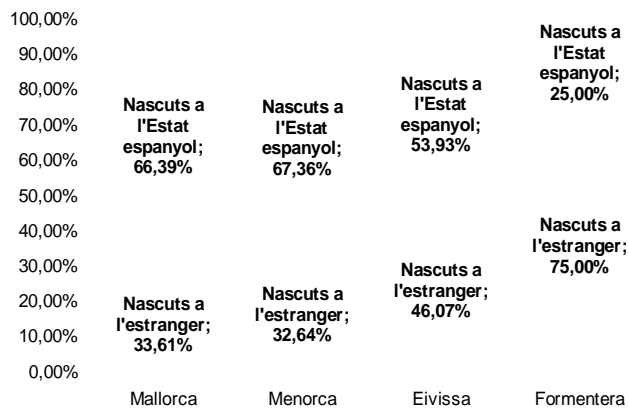 100,00%
90,00%
80,00%
70,00%
60,00%
50,00%
40,00%
30,00%
20,00%
10,00%
0,00%
Nascuts a
l'Estat
espanyol;
66,39%
Nascuts a
l'Estat
espanyol;
67,36%
Nascuts a
l'Estat
espanyol;
53,93%
Nascuts a
l'Estat
espanyol;
25,00%
Nascuts a
l'estranger;
33,61%
Nascuts a
l'estranger;
32,64%
Nascuts a
l'estranger;
46,07%
Nascuts a
l'estranger;
75,00%
Mallorca
Menorca
Eivissa
Formentera